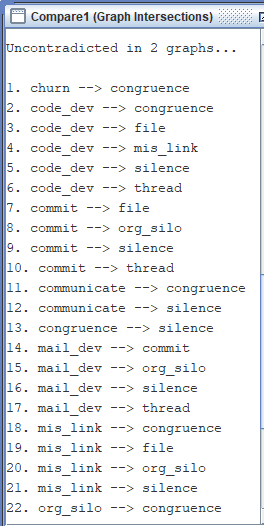 Compare1 (Graph Intersections)
Uncontradicted in 2 graphs...
1. churn --> congruence
2. code_dev --> congruence
3. code_dev --> file
4. code_dev --> mis_link
5. code_dev --> silence
6. code_dev --> thread
7. commit --> file
8. commit --> org_silo
9. commit --> silence
10. commit --> thread
11. communicate --> congruence
12. communicate --> silence
13. congruence --> silence
14. mail_dev --> commit
15. mail_dev --> org_silo
16. mail_dev --> silence
17. mail_dev --> thread
18. mis_link --> congruence
19. mis_link --> file
20. mis_link --> org_silo
21. mis_link --> silence
22. org_silo --> congruence